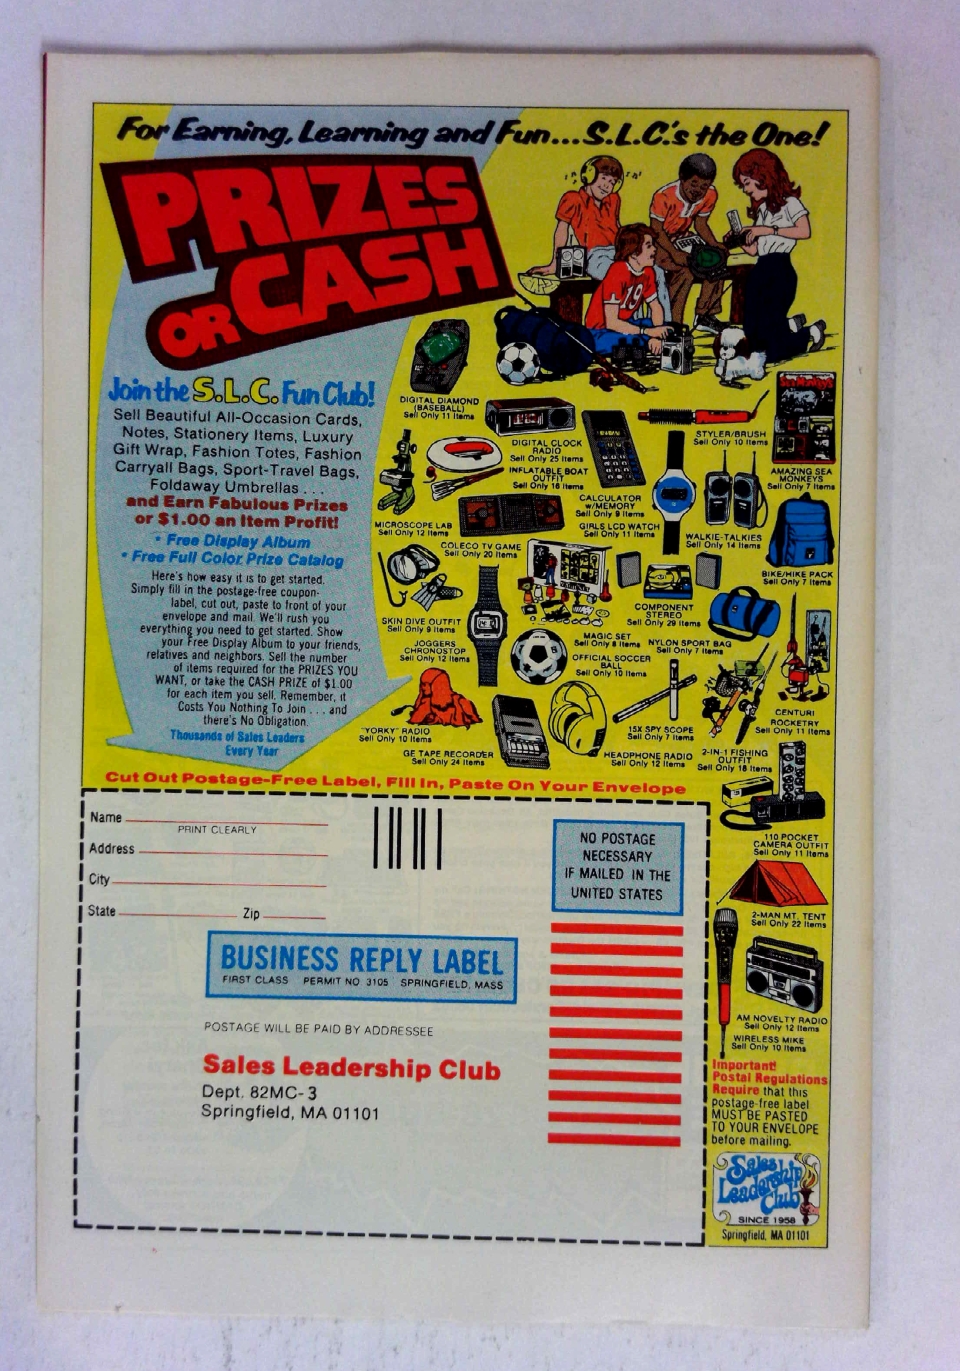 For Earning, Learning and Fun...S.L.C.'s the One!
PRIZES
OR CASH
Join the S.L.C. Fun Club!
Sell Beautiful All-Occasion Cards,
Notes, Stationery Items, Luxury
Gift Wrap, Fashion Totes, Fashion
Carryall Bags, Sport-Travel Bags,
Foldaway Umbrellas . . .
and Earn Fabulous Prizes
or $1.00 an Item Profit!
* Free Display Album
* Free Full Color Prize Catalog
Here's how easy it is to get started.
Simply fill in the postage-free coupon-
label, cut out, paste to front of your
envelope and mail. We'll rush you
everything you need to get started. Show
your Free Display Album to your friends,
relatives and neighbors. Sell the number
of items required for the PRIZES YOU
WANT, or take the CASH PRIZE of $1.00
for each item you sell. Remember, it
Costs You Nothing To Join . . . and
there's No Obligation.
Thousands of Sales Leaders
Every Year
19
DIGITAL DIAMOND
(BASEBALL)
Sell Only 11 Items
DIGITAL CLOCK
RADIO
Sell Only 25 Items
STYLER/BRUSH
Sell Only 10 Items
AMAZING SEA
MONKEYS
Sell Only 7 Items
INFLATABLE BOAT
OUTFIT
Sell Only 16 Items
CALCULATOR
w/MEMORY
Sell Only 9 Items
MICROSCOPE LAB
Sell Only 12 Items
GIRLS LCD WATCH
Sell Only 11 Items
WALKIE-TALKIES
Sell Only 14 Items
COLECO TV GAME
Sell Only 20 Items
BIKE/HIKE PACK
Sell Only 7 Items
COMPONENT
STEREO
Sell Only 29 Items
SKIN DIVE OUTFIT
Sell Only 9 Items
MAGIC SET
Sell Only 8 Items
NYLON SPORT BAG
Sell Only 7 Items
JOGGERS
CHRONOSTOP
Sell Only 12 Items
OFFICIAL SOCCER
BALL
Sell Only 10 Items
CENTURI
ROCKETRY
Sell Only 11 Items
"YORKY" RADIO
Sell Only 10 Items
15X SPY SCOPE
Sell Only 7 Items
GE TAPE RECORDER
Sell Only 24 Items
HEADPHONE RADIO
Sell Only 12 Items
2-IN-1 FISHING
OUTFIT
Sell Only 18 Items
110 POCKET
CAMERA OUTFIT
Sell Only 11 Items
2-MAN MT. TENT
Sell Only 22 Items
AM NOVELTY RADIO
Sell Only 12 Items
WIRELESS MIKE
Sell Only 10 Items
Cut Out Postage-Free Label, Fill In, Paste On Your Envelope
Name
PRINT CLEARLY
Address
City
State Zip
NO POSTAGE
NECESSARY
IF MAILED IN THE
UNITED STATES
BUSINESS REPLY LABEL
FIRST CLASS PERMIT NO 3105 SPRINGFIELD, MASS
POSTAGE WILL BE PAID BY ADDRESSEE
Sales Leadership Club
Dept. 82MC-3
Springfield, MA 01101
Important!
Postal Regulations
Require that this
postage-free label
MUST BE PASTED
TO YOUR ENVELOPE
before mailing.
Sales
Leadership
Club
SINCE 1958
Springfield, MA 01101